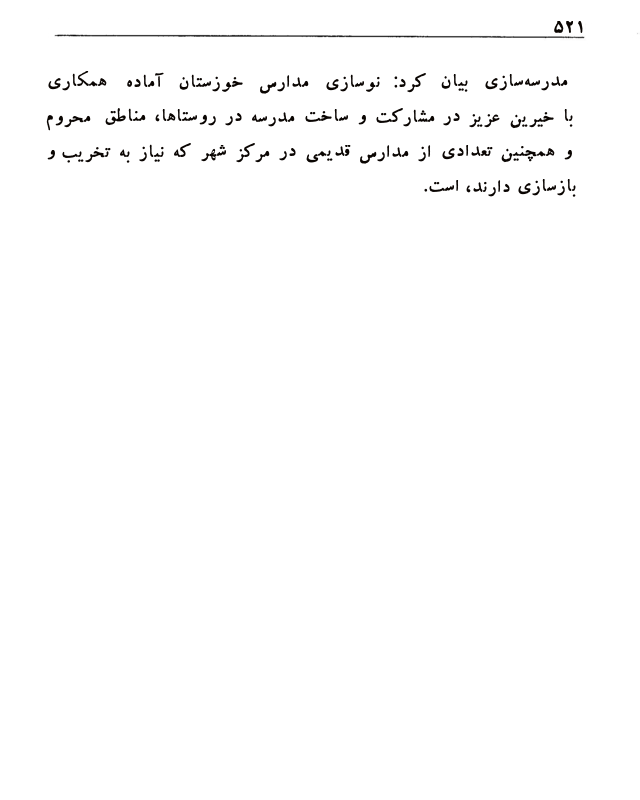 ۵۲۱
مدرسه‌سازی بیان کرد: نوسازی مدارس خوزستان آماده همکاری
با خیرین عزیز در مشارکت و ساخت مدرسه در روستاها، مناطق محروم
و همچنین تعدادی از مدارس قدیمی در مرکز شهر که نیاز به تخریب و
بازسازی دارند، است.